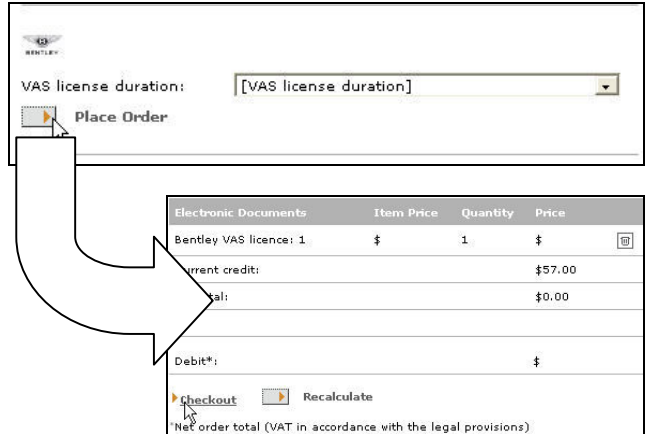 BENTLEY
VAS license duration: [VAS license duration]
Place Order
Electronic Documents Item Price Quantity Price
Bentley VAS licence: 1 $ 1 $
urrent credit: $57.00
tal: $0.00
Debit*: $
Checkout Recalculate
*Net order total (VAT in accordance with the legal provisions)